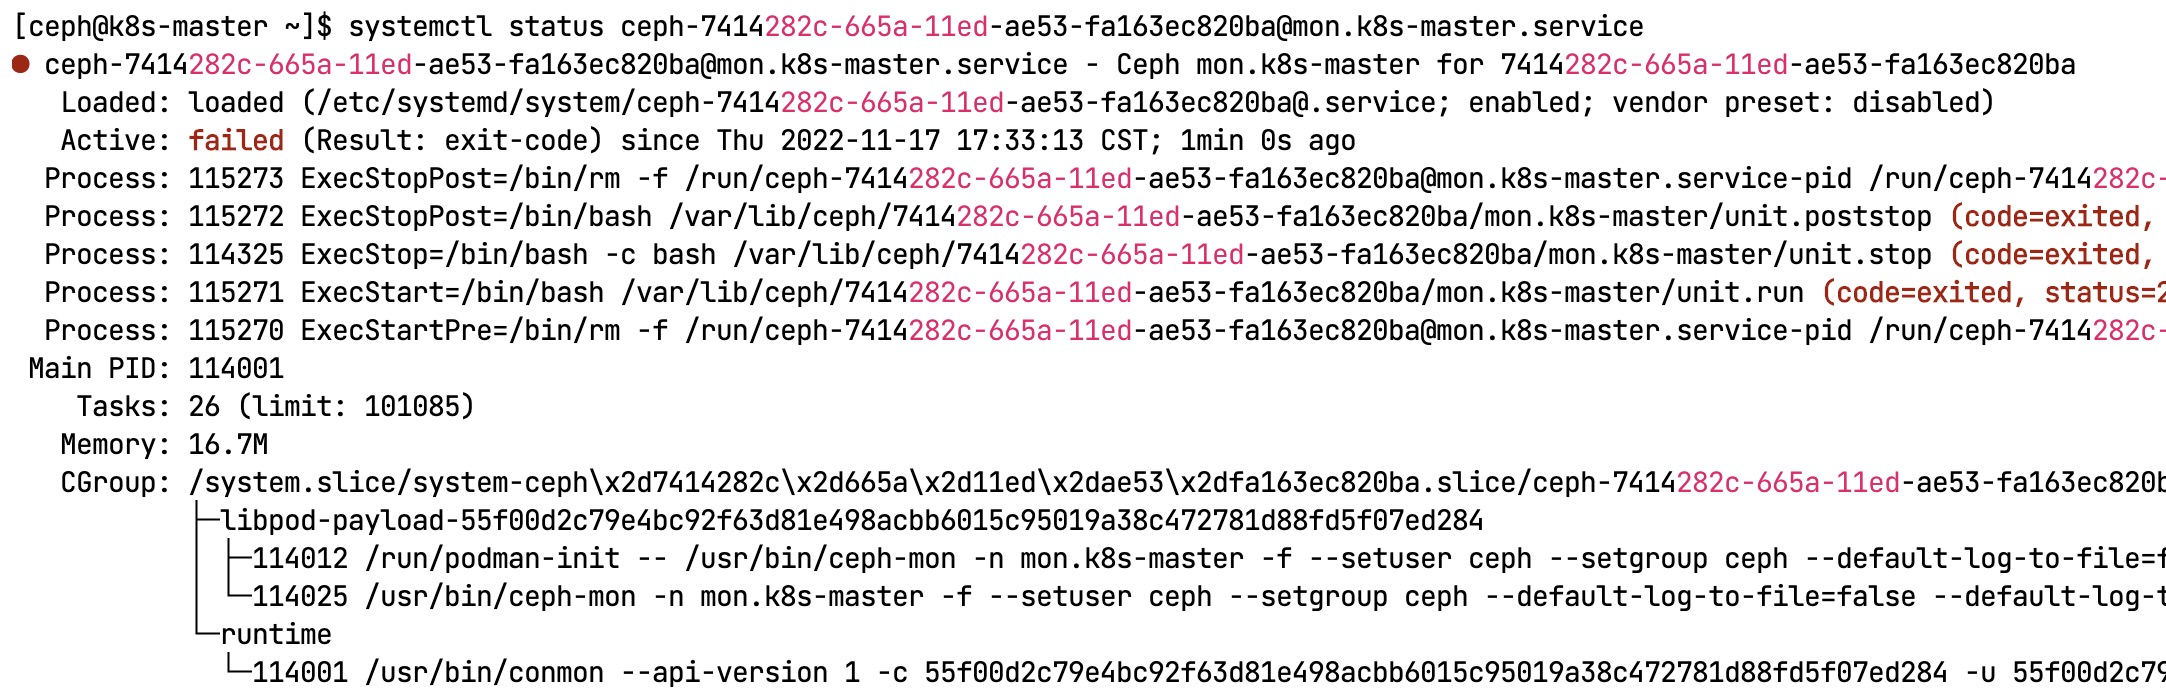 [ceph@k8s-master ~]$ systemctl status ceph-7414282c-665a-11ed-ae53-fa163ec820ba@mon.k8s-master.service
● ceph-7414282c-665a-11ed-ae53-fa163ec820ba@mon.k8s-master.service - Ceph mon.k8s-master for 7414282c-665a-11ed-ae53-fa163ec820ba
Loaded: loaded (/etc/systemd/system/ceph-7414282c-665a-11ed-ae53-fa163ec820ba@.service; enabled; vendor preset: disabled)
Active: failed (Result: exit-code) since Thu 2022-11-17 17:33:13 CST; 1min 0s ago
Process: 115273 ExecStopPost=/bin/rm -f /run/ceph-7414282c-665a-11ed-ae53-fa163ec820ba@mon.k8s-master.service-pid /run/ceph-7414282c-
Process: 115272 ExecStopPost=/bin/bash /var/lib/ceph/7414282c-665a-11ed-ae53-fa163ec820ba/mon.k8s-master/unit.poststop (code=exited,
Process: 114325 ExecStop=/bin/bash -c bash /var/lib/ceph/7414282c-665a-11ed-ae53-fa163ec820ba/mon.k8s-master/unit.stop (code=exited,
Process: 115271 ExecStart=/bin/bash /var/lib/ceph/7414282c-665a-11ed-ae53-fa163ec820ba/mon.k8s-master/unit.run (code=exited, status=2
Process: 115270 ExecStartPre=/bin/rm -f /run/ceph-7414282c-665a-11ed-ae53-fa163ec820ba@mon.k8s-master.service-pid /run/ceph-7414282c-
Main PID: 114001
Tasks: 26 (limit: 101085)
Memory: 16.7M
CGroup: /system.slice/system-ceph\x2d7414282c\x2d665a\x2d11ed\x2dae53\x2dfa163ec820ba.slice/ceph-7414282c-665a-11ed-ae53-fa163ec820b
├─libpod-payload-55f00d2c79e4bc92f63d81e498acbb6015c95019a38c472781d88fd5f07ed284
│ ├─114012 /run/podman-init -- /usr/bin/ceph-mon -n mon.k8s-master -f --setuser ceph --setgroup ceph --default-log-to-file=f
│ └─114025 /usr/bin/ceph-mon -n mon.k8s-master -f --setuser ceph --setgroup ceph --default-log-to-file=false --default-log-t
└─runtime
└─114001 /usr/bin/conmon --api-version 1 -c 55f00d2c79e4bc92f63d81e498acbb6015c95019a38c472781d88fd5f07ed284 -u 55f00d2c79